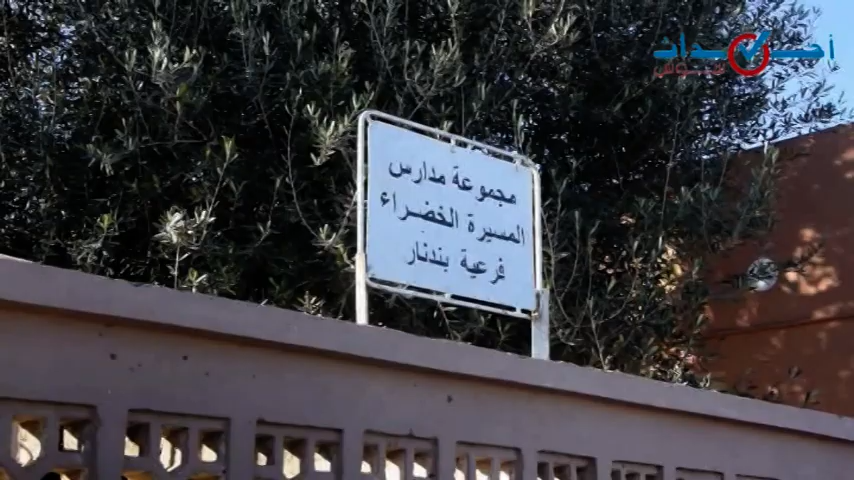 مجموعة مدارس
المسيرة الخضراء
فرعية بندنار